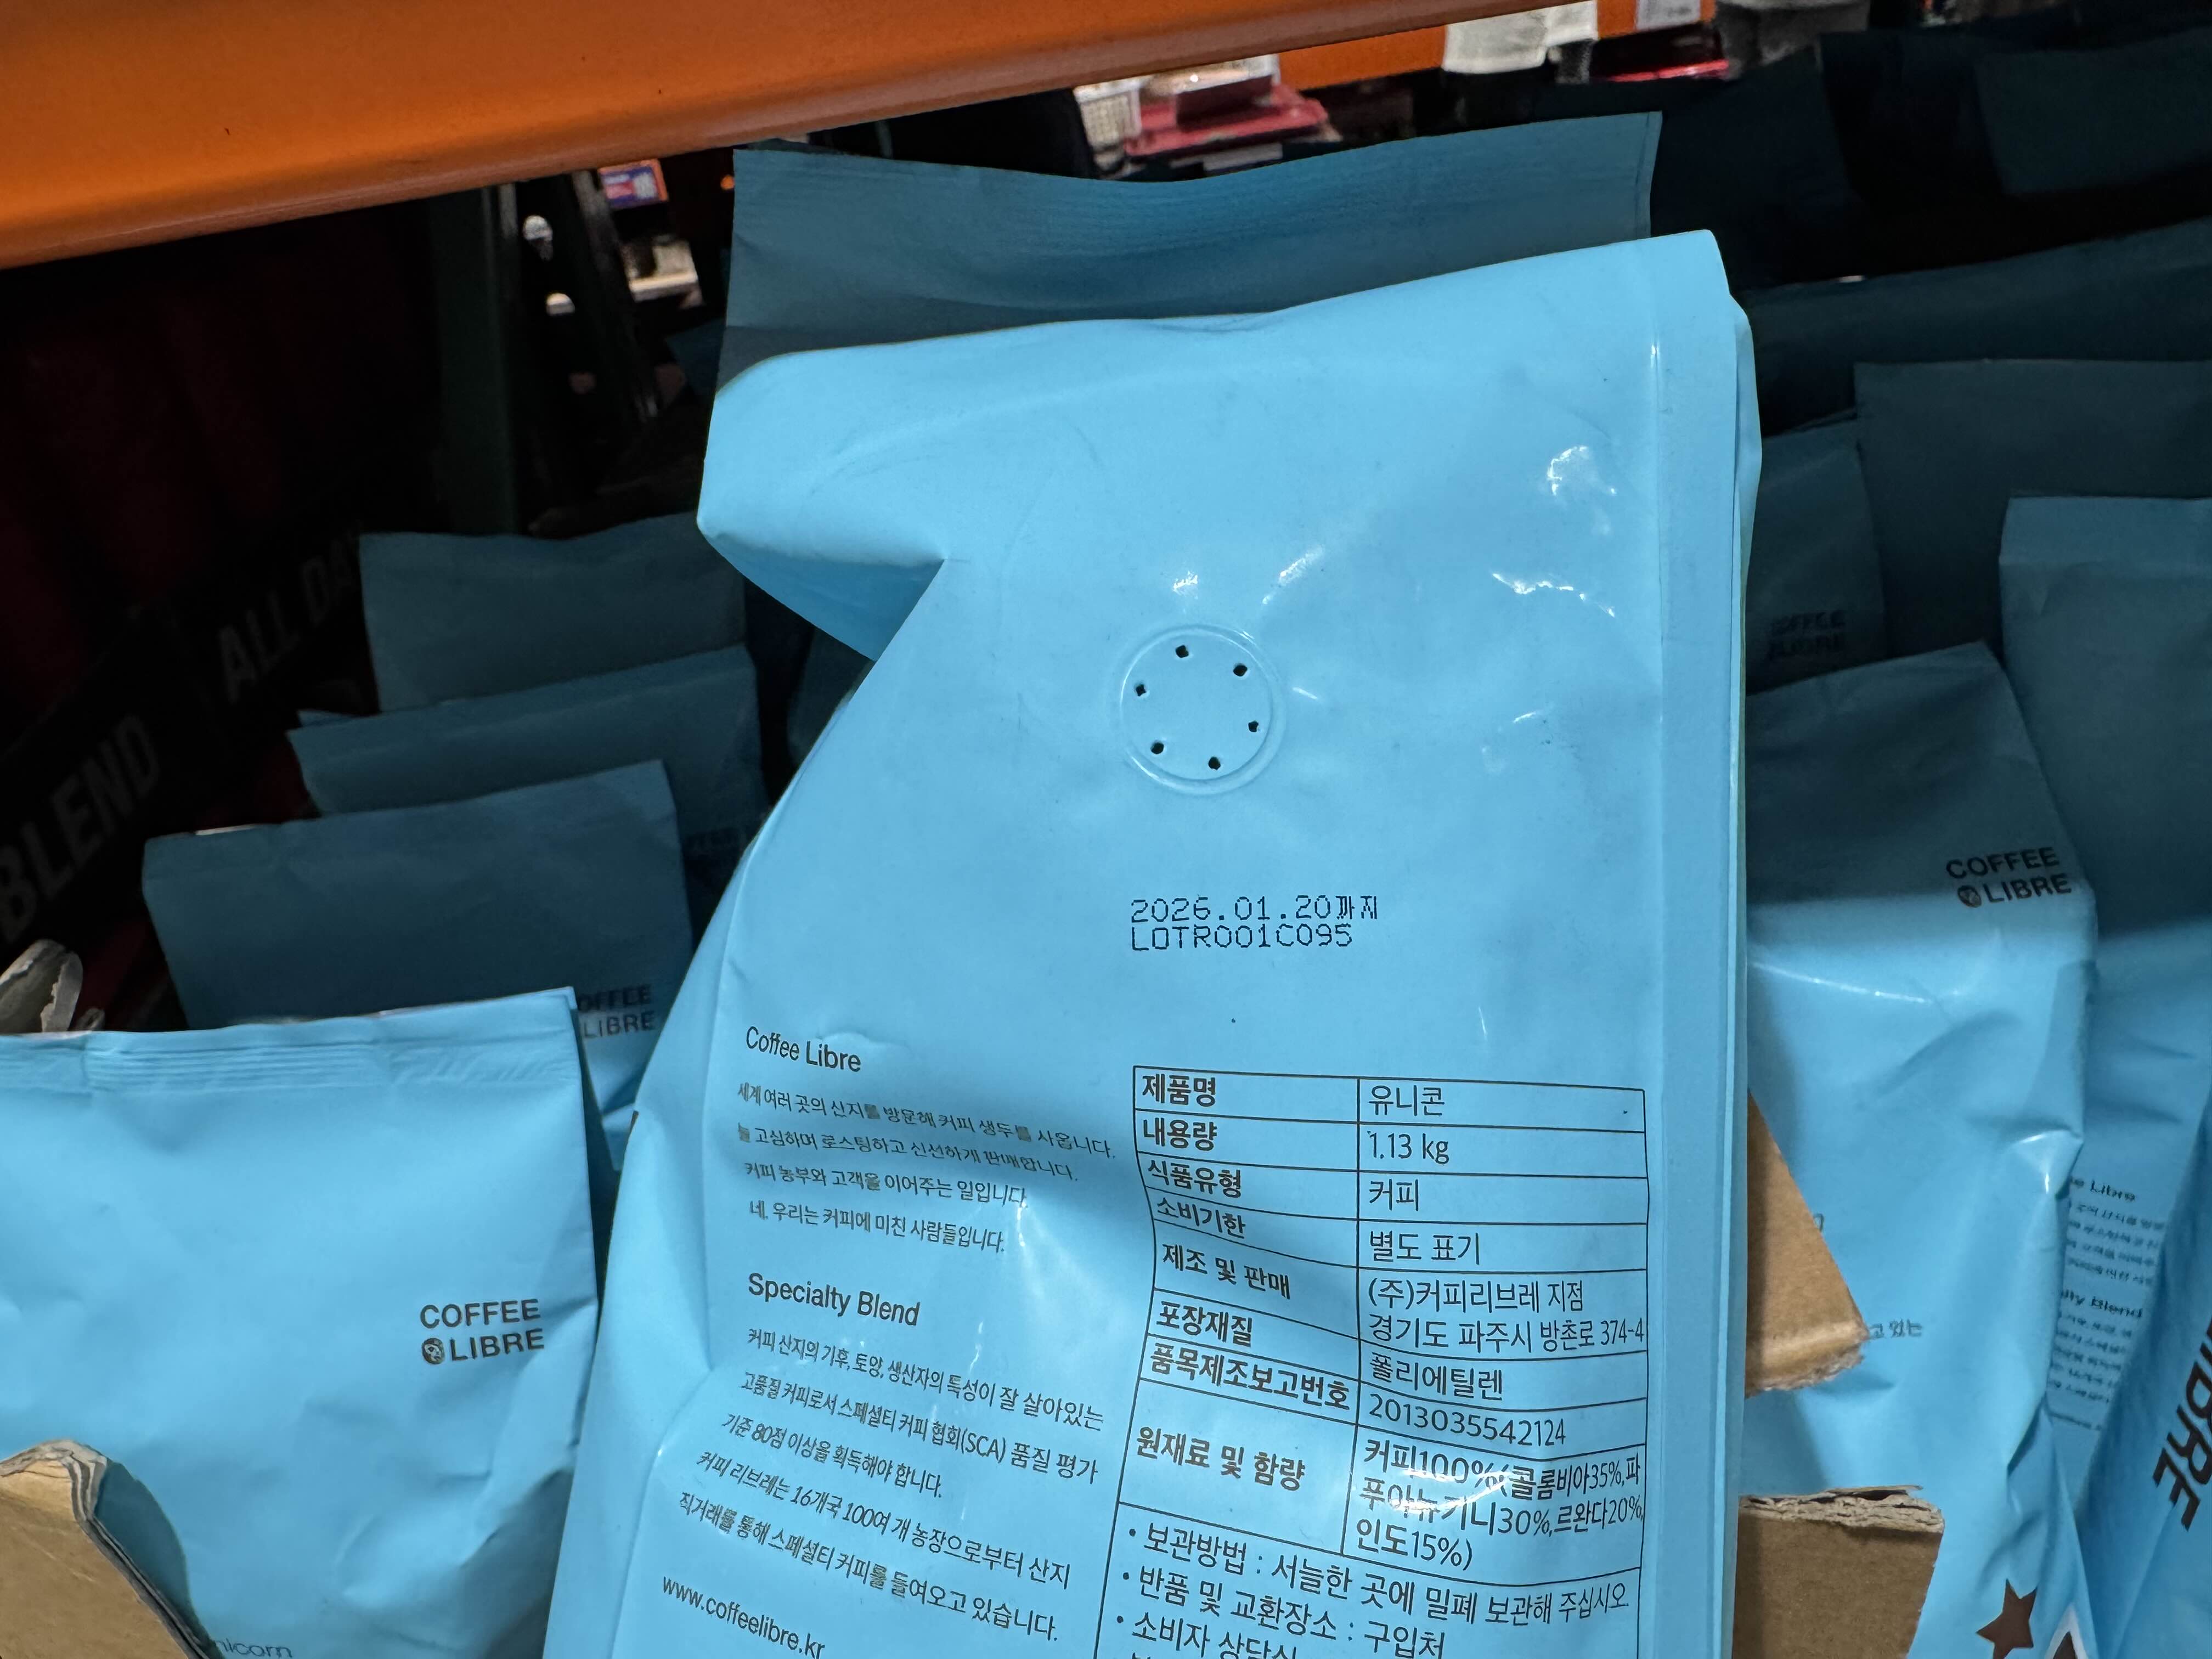 BLEND
ALL DA
COFFEE
LIBRE
COFFEE
LIBRE
2026.01.20까지
LOTR001C095
Coffee Libre
세계 여러 곳의 산지를 방문해 커피 생두를 사옵니다.
늘 고심하며 로스팅하고 신선하게 판매합니다.
커피 농부와 고객을 이어주는 일입니다.
네. 우리는 커피에 미친 사람들입니다.
Specialty Blend
커피 산지의 기후, 토양, 생산자의 특성이 잘 살아있는
고품질 커피로서 스페셜티 커피 협회(SCA) 품질 평가
기준 80점 이상을 획득해야 합니다.
커피 리브레는 16개국 100여 개 농장으로부터 산지
직거래를 통해 스페셜티 커피를 들여오고 있습니다.
www.coffeelibre.kr
제품명 유니콘
내용량 1.13 kg
식품유형 커피
소비기한 별도 표기
제조 및 판매 (주)커피리브레 지점
경기도 파주시 방촌로 374-4
포장재질 폴리에틸렌
품목제조보고번호 2013035542124
원재료 및 함량 커피100%(콜롬비아35%,파
푸아뉴기니30%,르완다20%,
인도15%)
• 보관방법 : 서늘한 곳에 밀폐 보관해 주십시오.
• 반품 및 교환장소 : 구입처
• 소비자 상담실
COFFEE
LIBRE
COFFEE
LIBRE
nicorn